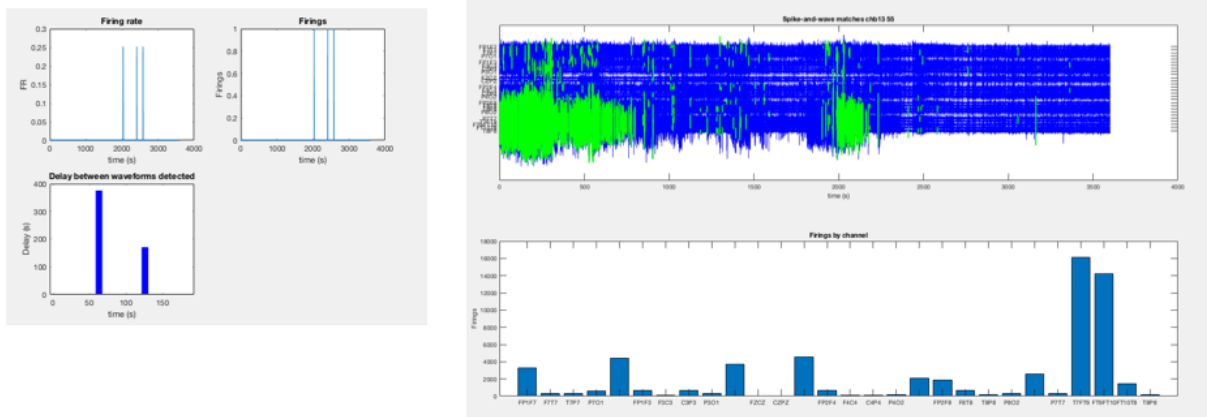 Firing rate
0.3
0.25
0.2
0.15
0.1
0.05
0
FR
0 1000 2000 3000 4000
time (s)
Firings
1
0.8
0.6
0.4
0.2
0
Firings
0 1000 2000 3000 4000
time (s)
Delay between waveforms detected
400
300
200
100
0
Delay (s)
0 50 100 150
time (s)
Spike-and-wave matches chb13 55
0 500 1000 1500 2000 2500 3000 3500 4000
time (s)
Firings by channel
18000
16000
14000
12000
10000
8000
6000
4000
2000
0
Firings
FP1F7 F7T7 T7P7 P7O1 FP1F3 F3C3 C3P3 P3O1 FZCZ CZPZ FP2F4 F4C4 C4P4 P4O2 FP2F8 F8T8 T8P8 P8O2 P7T7 T7FT9 FT9FT10 FT10T8 T8P8